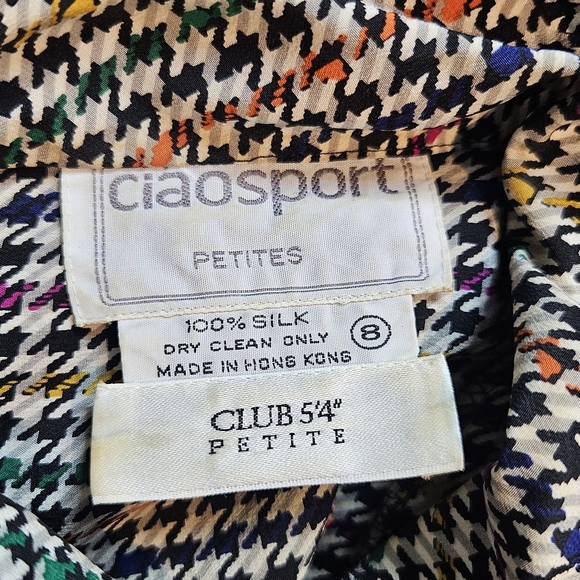 ciaosport
PETITES
100% SILK
DRY CLEAN ONLY 8
MADE IN HONG KONG
CLUB 5'4"
PETITE